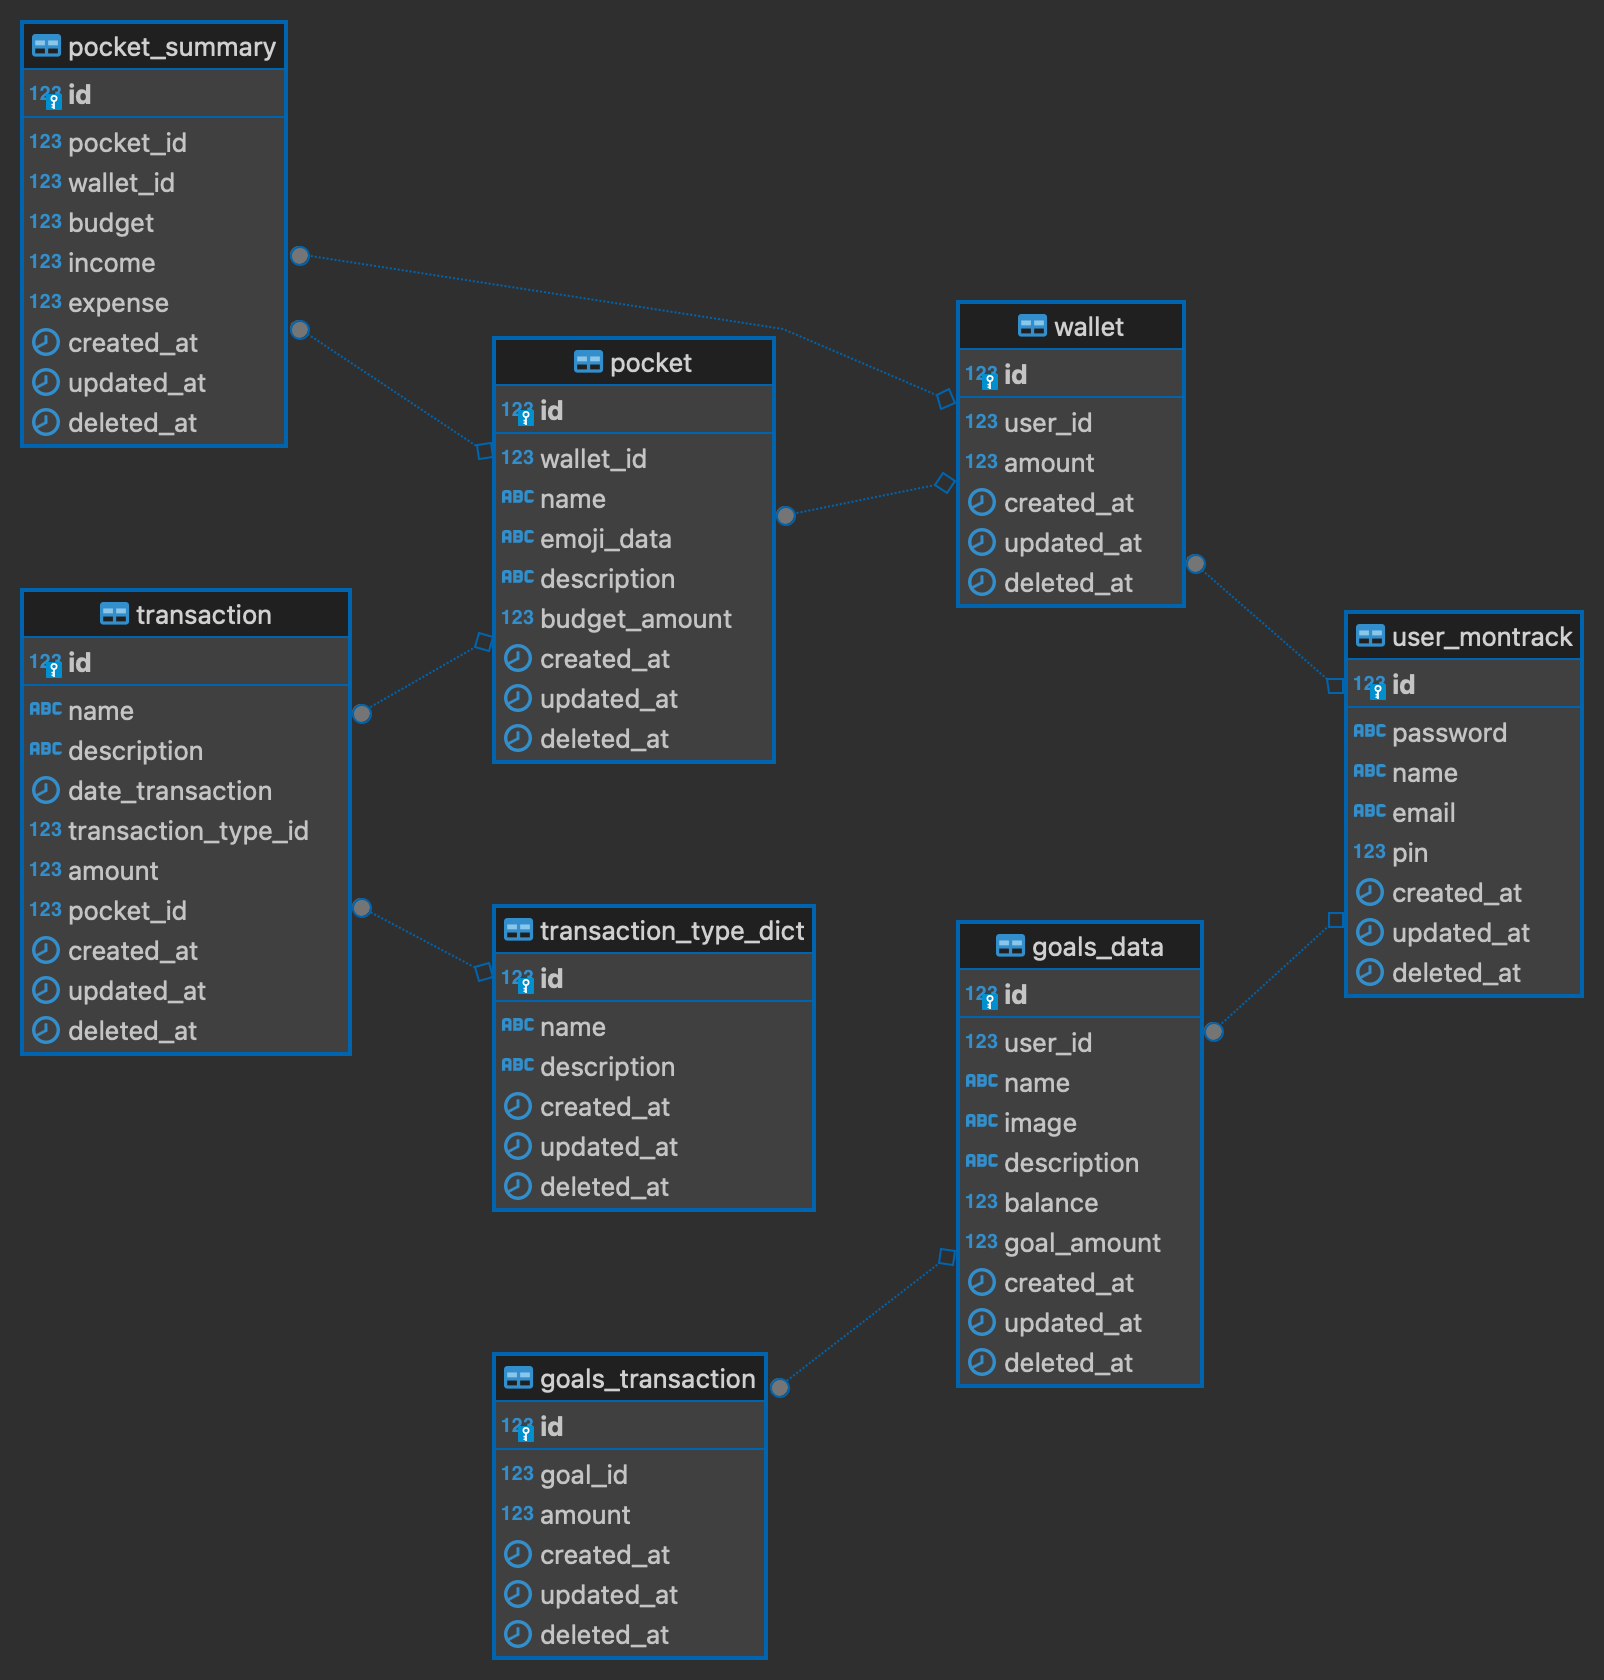 pocket_summary
123 id
123 pocket_id
123 wallet_id
123 budget
123 income
123 expense
created_at
updated_at
deleted_at
pocket
123 id
123 wallet_id
ABC name
ABC emoji_data
ABC description
123 budget_amount
created_at
updated_at
deleted_at
wallet
123 id
123 user_id
123 amount
created_at
updated_at
deleted_at
transaction
123 id
ABC name
ABC description
date_transaction
123 transaction_type_id
123 amount
123 pocket_id
created_at
updated_at
deleted_at
user_montrack
123 id
ABC password
ABC name
ABC email
123 pin
created_at
updated_at
deleted_at
transaction_type_dict
123 id
ABC name
ABC description
created_at
updated_at
deleted_at
goals_data
123 id
123 user_id
ABC name
ABC image
ABC description
123 balance
123 goal_amount
created_at
updated_at
deleted_at
goals_transaction
123 id
123 goal_id
123 amount
created_at
updated_at
deleted_at